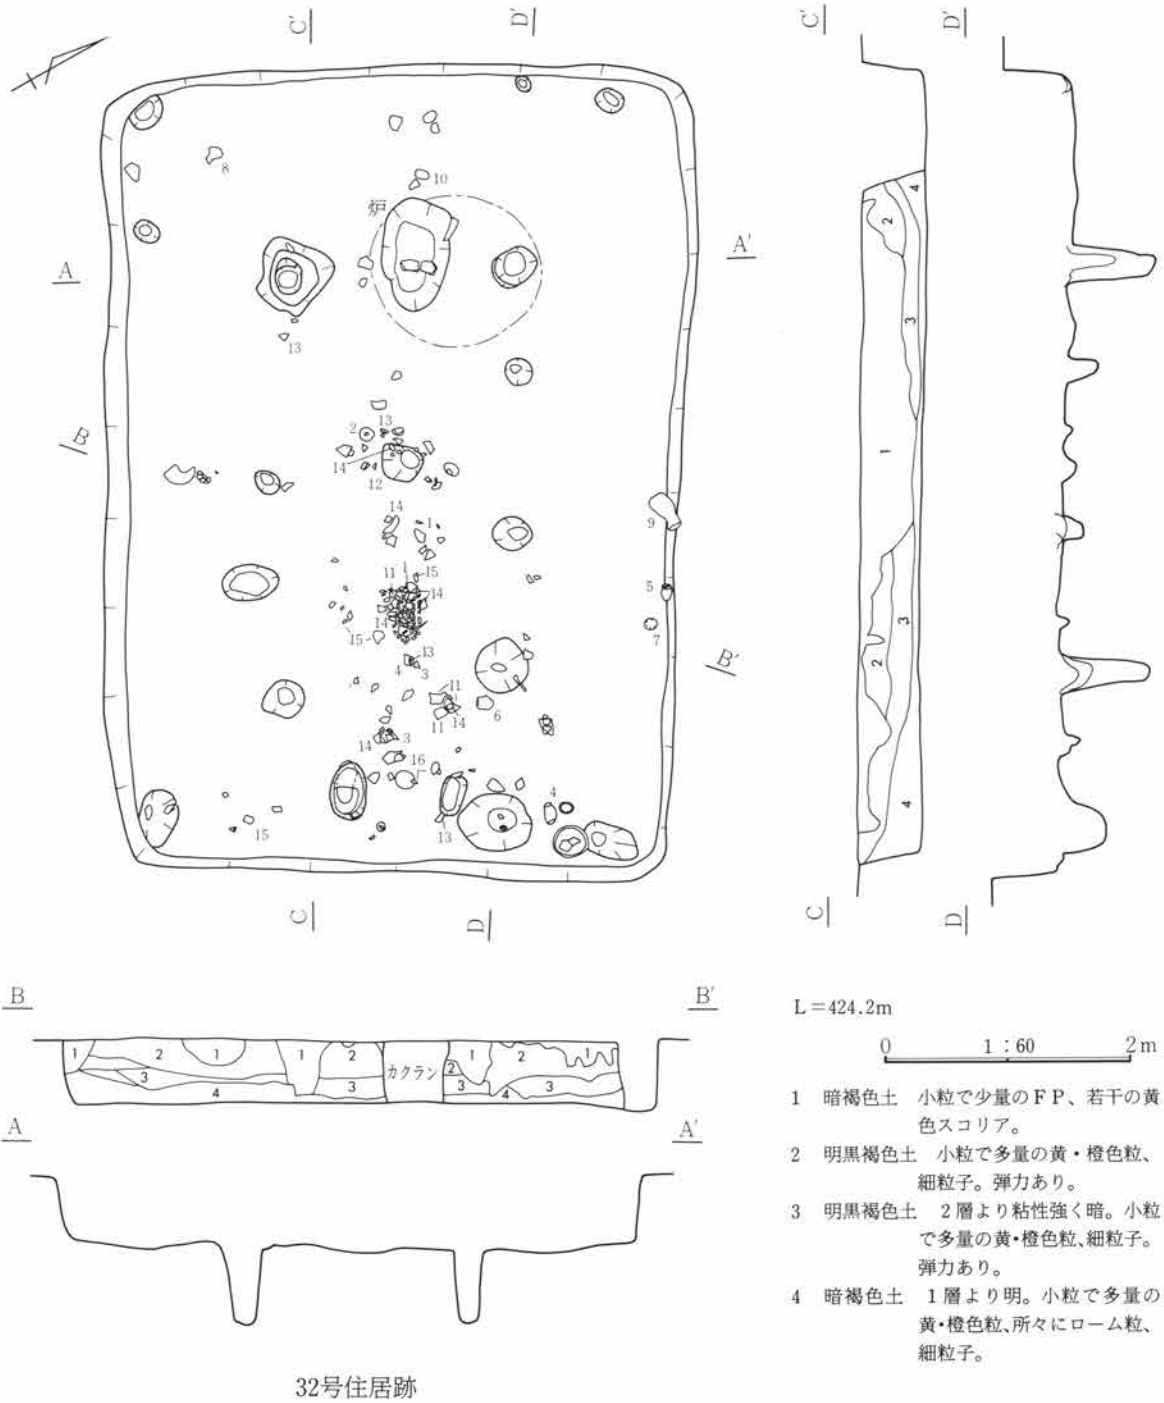 C′ D′ C′ D′
8
10
炉
A A′
13
B
2 13
14
12
14
1
9
1
11 15
14
14
5
15
7
13
4 3
B′
11
14
11
6
14 3
16
4
15
13
C D C D
4
2
3
1
3
2
4
B B′
1 2 1 1 2 カクラン 1 2 1
2
3 3 3 3
4 4
A A′
L＝424.2m
0 1：60 2m
1 暗褐色土 小粒で少量のFP、若干の黄
色スコリア。
2 明黒褐色土 小粒で多量の黄・橙色粒、
細粒子。弾力あり。
3 明黒褐色土 2層より粘性強く暗。小粒
で多量の黄・橙色粒、細粒子。
弾力あり。
4 暗褐色土 1層より明。小粒で多量の
黄・橙色粒、所々にローム粒、
細粒子。
32号住居跡